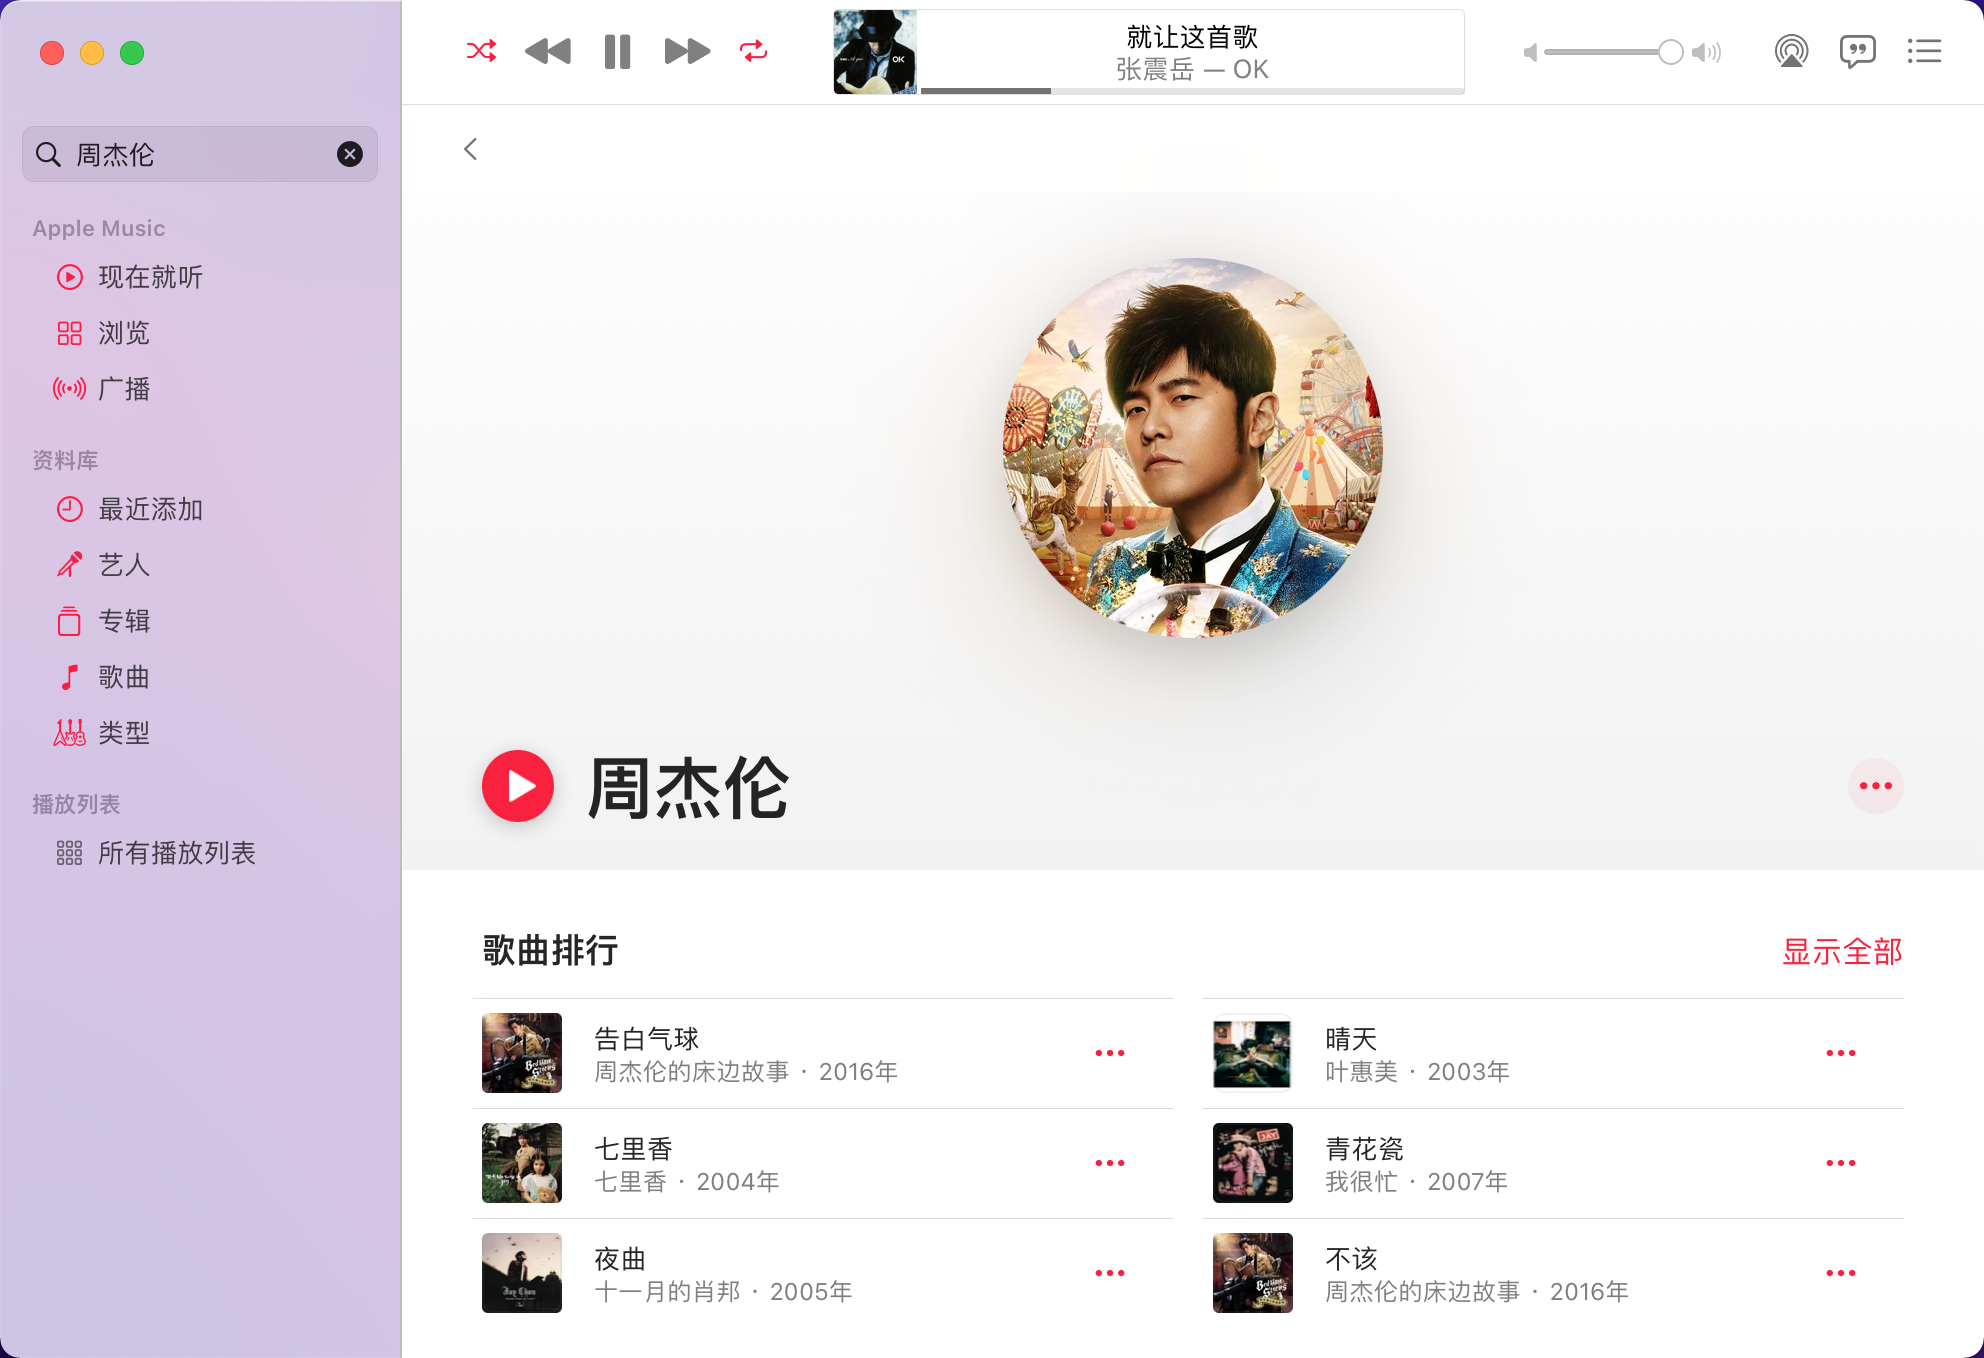 周杰伦
Apple Music
现在就听
浏览
广播
资料库
最近添加
艺人
专辑
歌曲
类型
播放列表
所有播放列表
就让这首歌
张震岳 — OK
OK
周杰伦
歌曲排行
显示全部
告白气球
周杰伦的床边故事 · 2016年
晴天
叶惠美 · 2003年
七里香
七里香 · 2004年
青花瓷
我很忙 · 2007年
JAY
夜曲
十一月的肖邦 · 2005年
Jay Chou
不该
周杰伦的床边故事 · 2016年